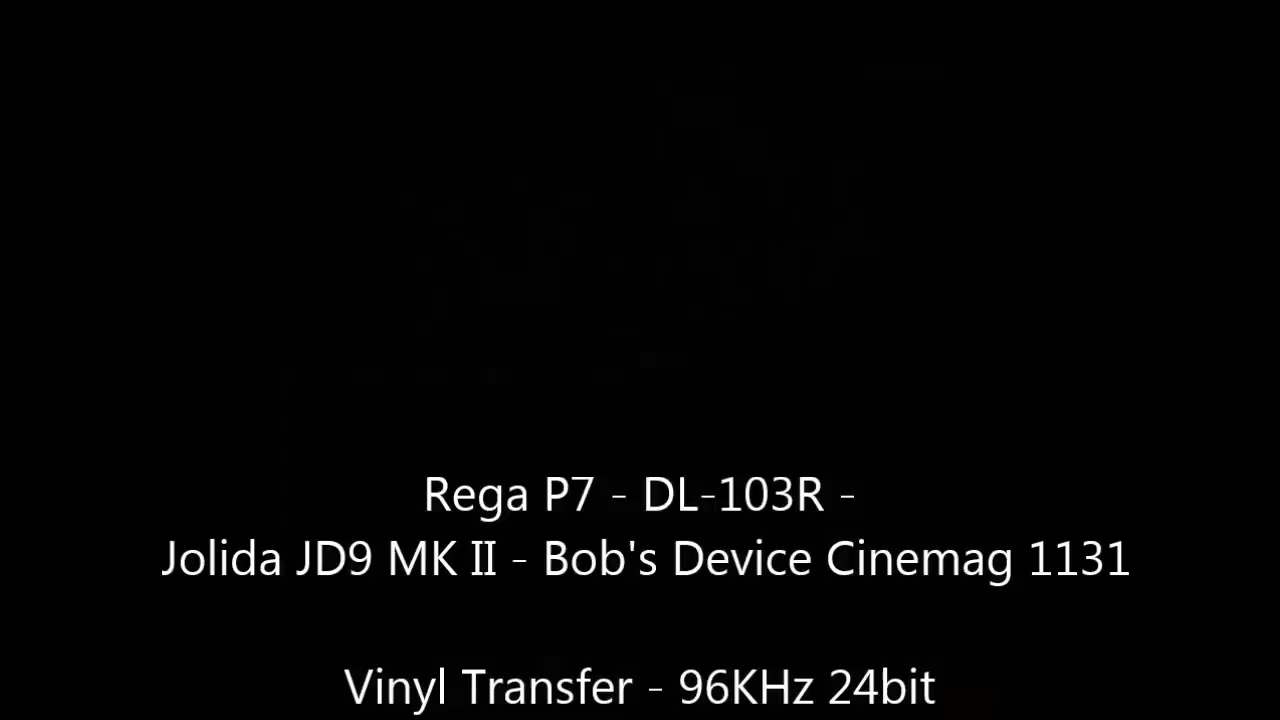 Rega P7 - DL-103R -
Jolida JD9 MK II - Bob's Device Cinemag 1131
Vinyl Transfer - 96KHz 24bit